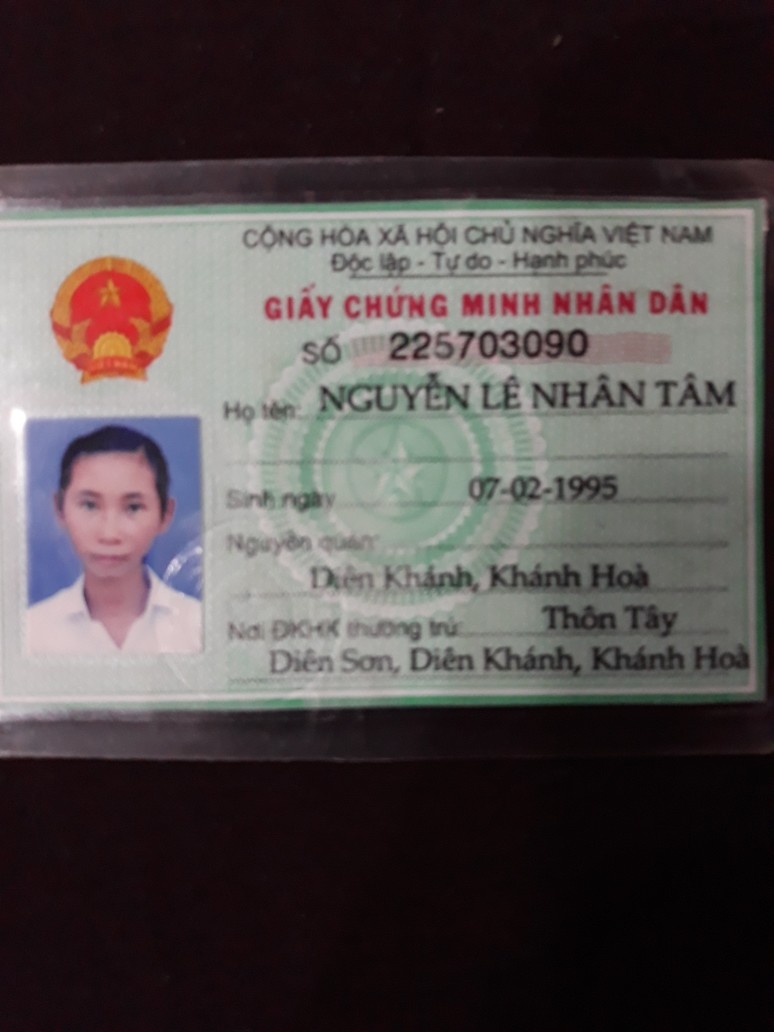 CỘNG HÒA XÃ HỘI CHỦ NGHĨA VIỆT NAM
Độc lập - Tự do - Hạnh phúc
GIẤY CHỨNG MINH NHÂN DÂN
SỐ 225703090
Họ tên: NGUYỄN LÊ NHÂN TÂM
Sinh ngày 07-02-1995
Nguyên quán:
Diên Khánh, Khánh Hoà
Nơi ĐKHK thường trú: Thôn Tây
Diên Sơn, Diên Khánh, Khánh Hoà